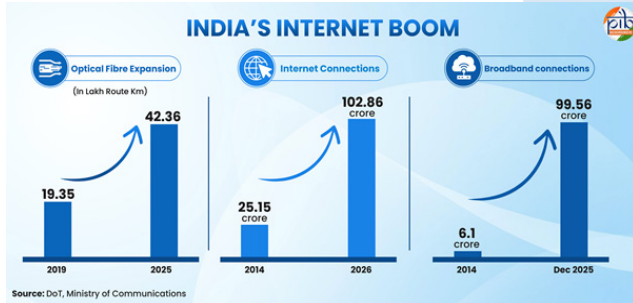 INDIA'S INTERNET BOOM
pib
Optical Fibre Expansion
(In Lakh Route Km)
19.35
42.36
2019
2025
Internet Connections
25.15
crore
102.86
crore
2014
2026
Broadband connections
6.1
crore
99.56
crore
2014
Dec 2025
Source: DoT, Ministry of Communications